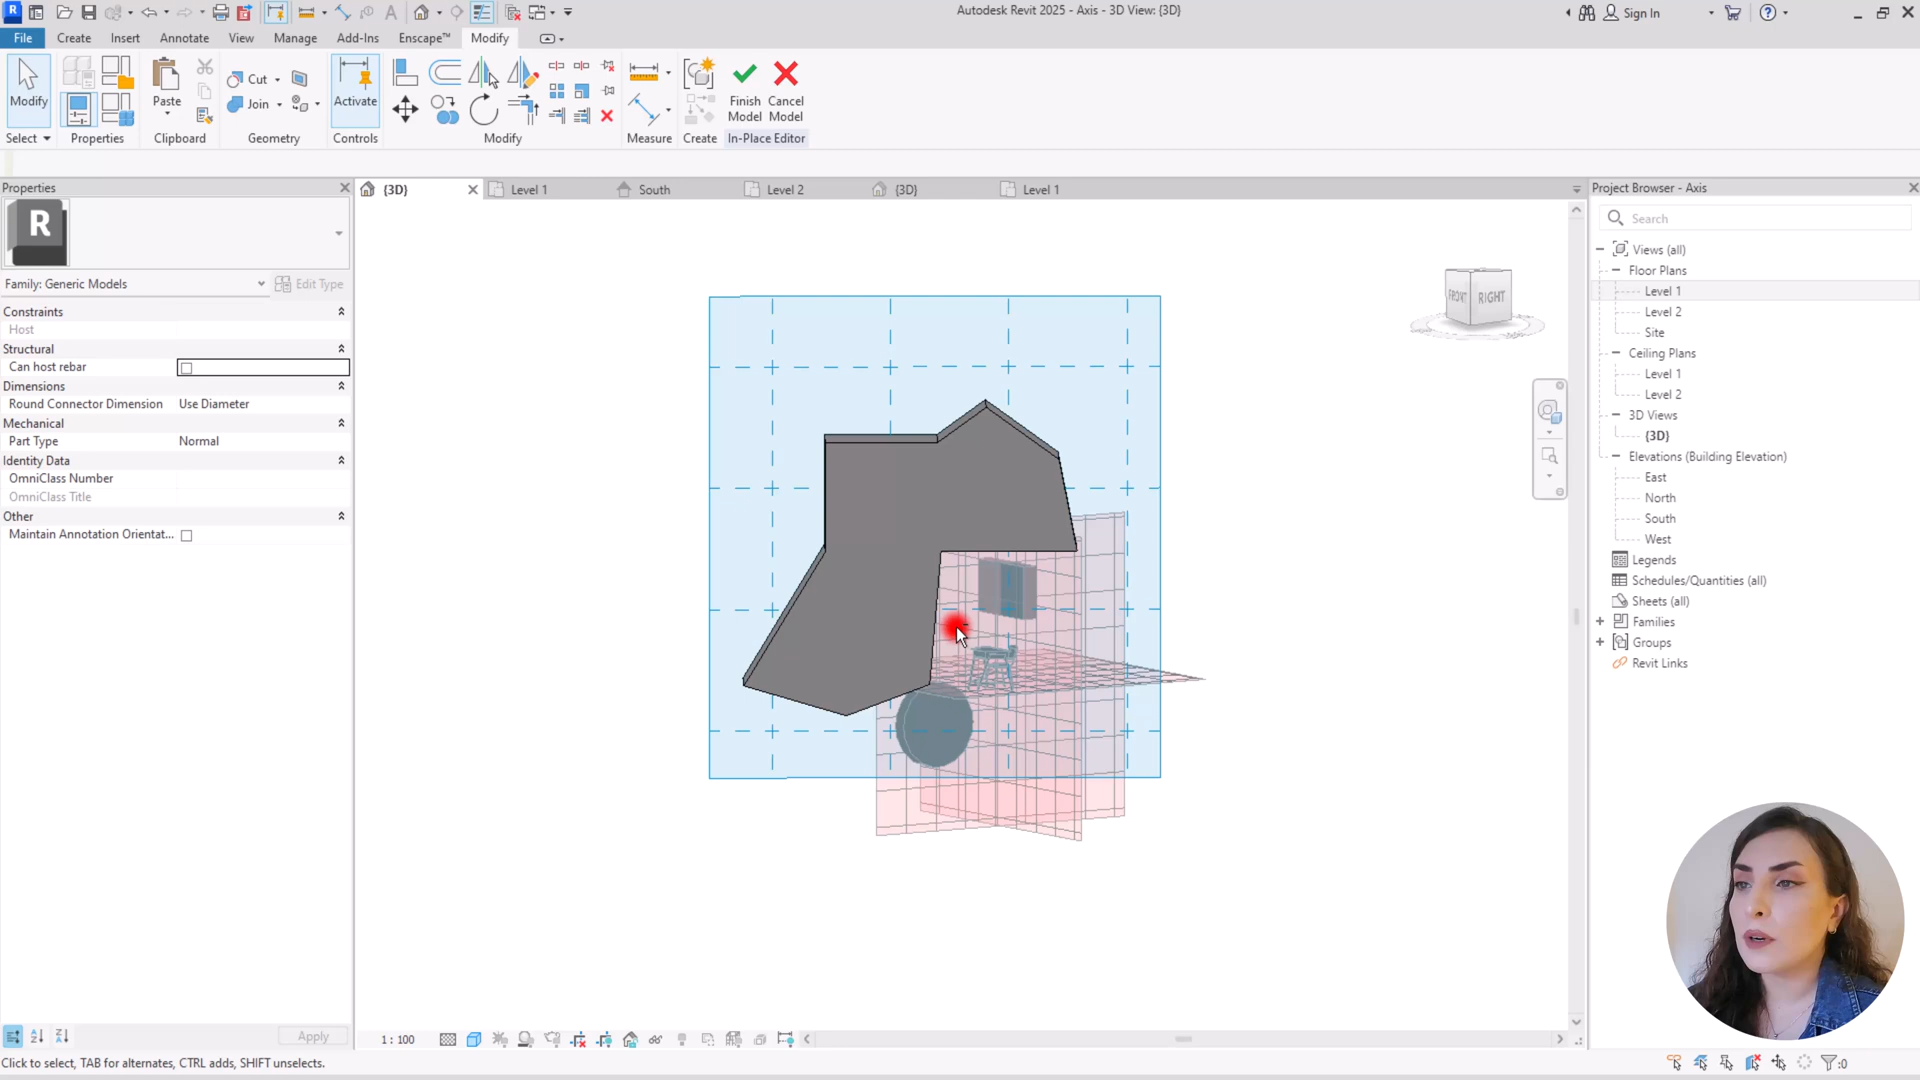 Autodesk Revit 2025 - Axis - 3D View: {3D}
Sign In
File
Create
Insert
Annotate
View
Manage
Add-Ins
Enscape™
Modify
Modify
Paste
Cut
Join
Activate
Finish Model
Cancel Model
Select
Properties
Clipboard
Geometry
Controls
Modify
Measure
Create
In-Place Editor
Properties
{3D}
Level 1
South
Level 2
{3D}
Level 1
Project Browser - Axis
R
Search
Family: Generic Models
Edit Type
Constraints
Host
Structural
Can host rebar
Dimensions
Round Connector Dimension Use Diameter
Mechanical
Part Type Normal
Identity Data
OmniClass Number
OmniClass Title
Other
Maintain Annotation Orientat...
FRONT
RIGHT
Views (all)
Floor Plans
Level 1
Level 2
Site
Ceiling Plans
Level 1
Level 2
3D Views
{3D}
Elevations (Building Elevation)
East
North
South
West
Legends
Schedules/Quantities (all)
Sheets (all)
Families
Groups
Revit Links
Apply
1 : 100
Click to select, TAB for alternates, CTRL adds, SHIFT unselects.
:0